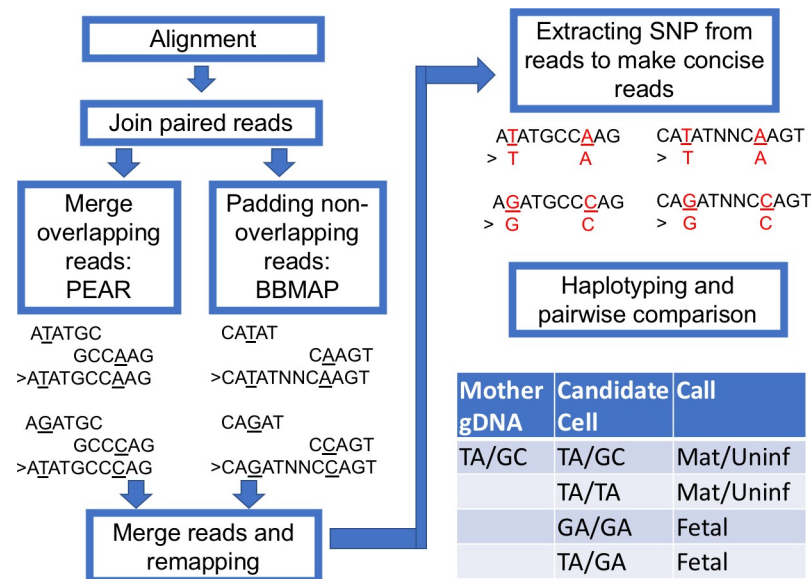 Alignment
Join paired reads
Merge
overlapping
reads:
PEAR
Padding non-
overlapping
reads:
BBMAP
ATATGC
GCCAAG
>ATATGCCAAG
AGATGC
GCCCAG
>ATATGCCCAG
CATAT
CAAGT
>CATATNNCAAGT
CAGAT
CCAGT
>CAGATNNCCAGT
Merge reads and
remapping
Extracting SNP from
reads to make concise
reads
ATATGCCAAG
> T A
CATATNNCAAGT
> T A
AGATGCCCAG
> G C
CAGATNNCCAGT
> G C
Haplotyping and
pairwise comparison
Mother gDNA Candidate Cell Call
TA/GC TA/GC Mat/Uninf
TA/TA Mat/Uninf
GA/GA Fetal
TA/GA Fetal